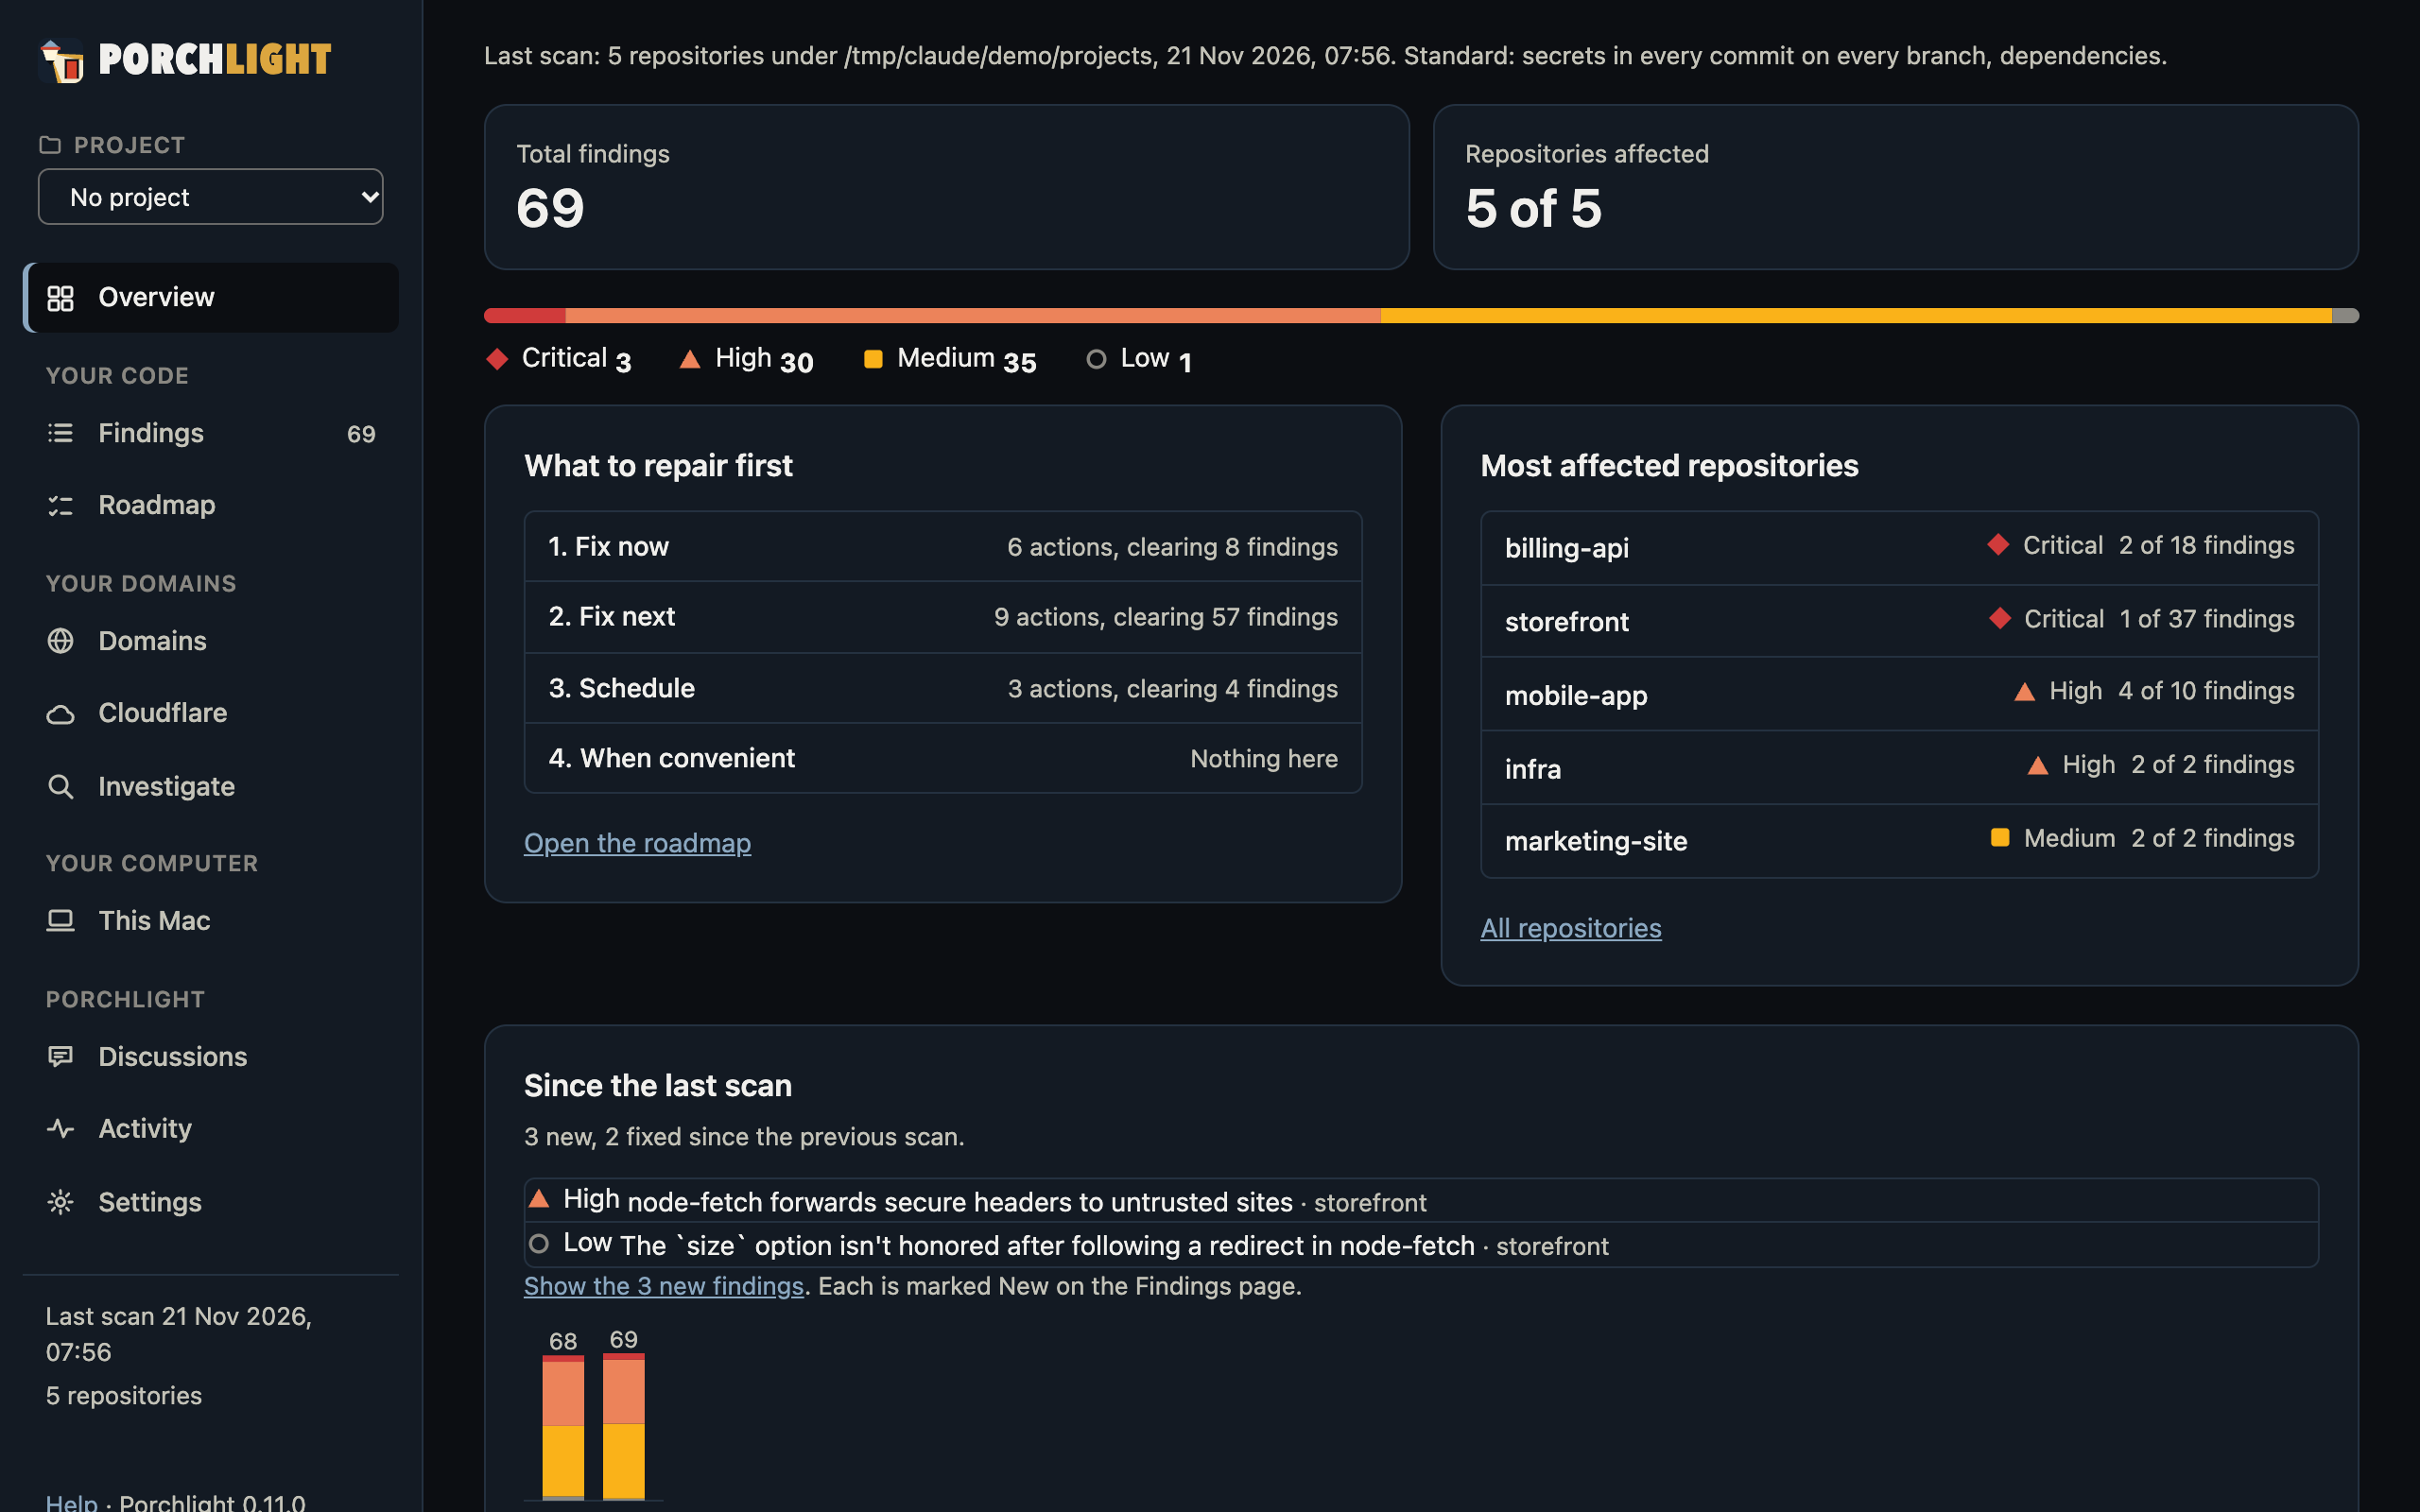 PORCHLIGHT
PROJECT
No project
Overview
YOUR CODE
Findings 69
Roadmap
YOUR DOMAINS
Domains
Cloudflare
Investigate
YOUR COMPUTER
This Mac
PORCHLIGHT
Discussions
Activity
Settings
Last scan 21 Nov 2026,
07:56
5 repositories
Help · Porchlight 0.11.0
Last scan: 5 repositories under /tmp/claude/demo/projects, 21 Nov 2026, 07:56. Standard: secrets in every commit on every branch, dependencies.
Total findings
69
Repositories affected
5 of 5
Critical 3 High 30 Medium 35 Low 1
What to repair first
1. Fix now 6 actions, clearing 8 findings
2. Fix next 9 actions, clearing 57 findings
3. Schedule 3 actions, clearing 4 findings
4. When convenient Nothing here
Open the roadmap
Most affected repositories
billing-api Critical 2 of 18 findings
storefront Critical 1 of 37 findings
mobile-app High 4 of 10 findings
infra High 2 of 2 findings
marketing-site Medium 2 of 2 findings
All repositories
Since the last scan
3 new, 2 fixed since the previous scan.
High node-fetch forwards secure headers to untrusted sites · storefront
Low The `size` option isn't honored after following a redirect in node-fetch · storefront
Show the 3 new findings. Each is marked New on the Findings page.
68 69